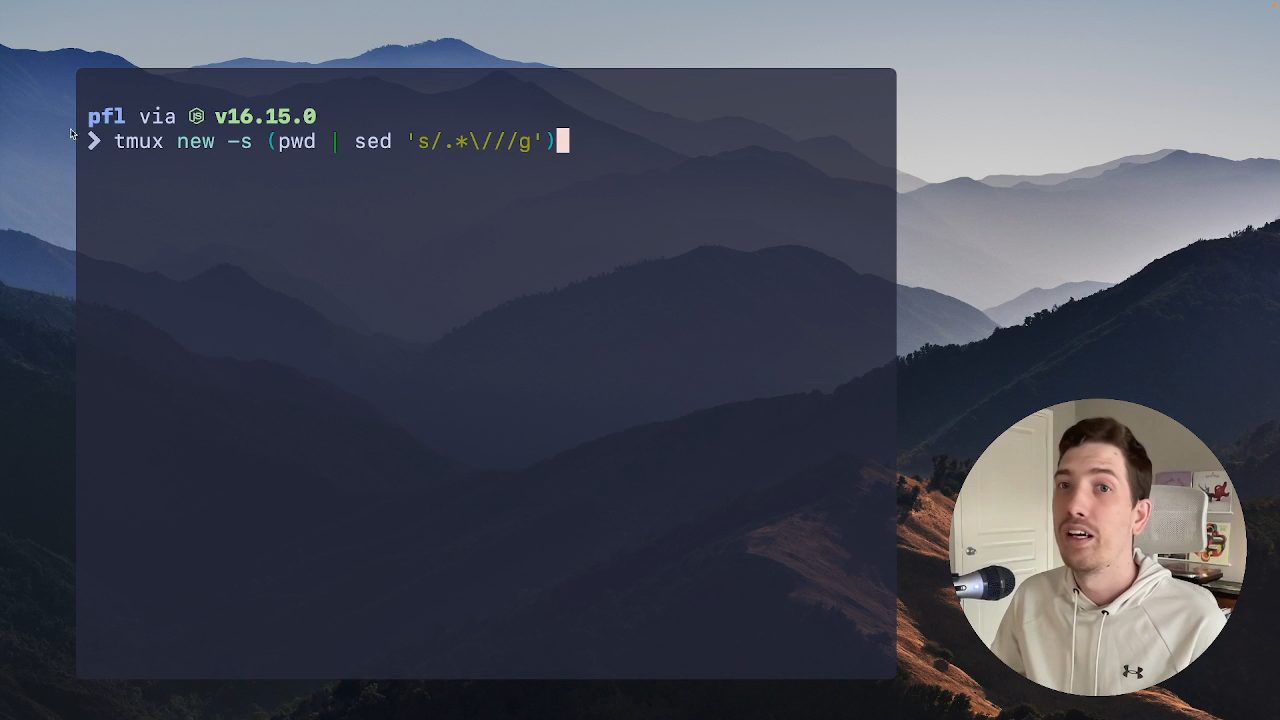 pfl via v16.15.0
❯ tmux new -s (pwd | sed 's/.*\///g')